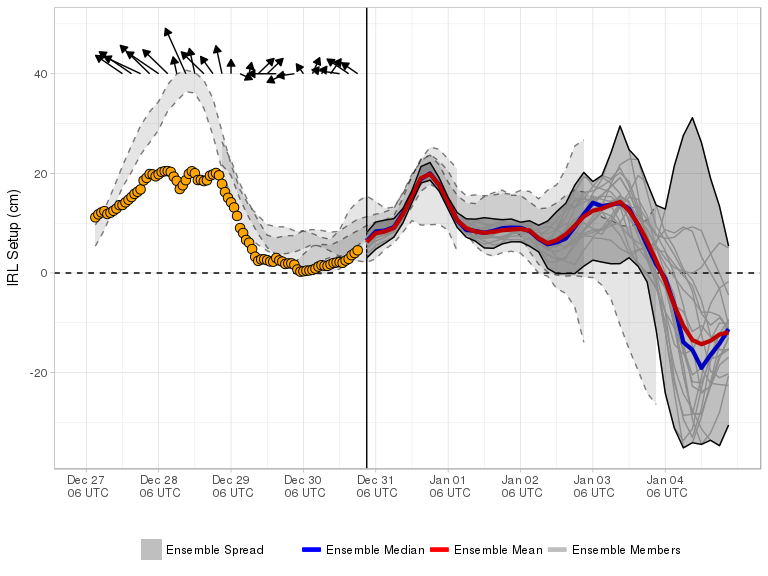 IRL Setup (cm)
40
20
0
-20
Dec 27 Dec 28 Dec 29 Dec 30 Dec 31 Jan 01 Jan 02 Jan 03 Jan 04
06 UTC 06 UTC 06 UTC 06 UTC 06 UTC 06 UTC 06 UTC 06 UTC 06 UTC
Ensemble Spread Ensemble Median Ensemble Mean Ensemble Members